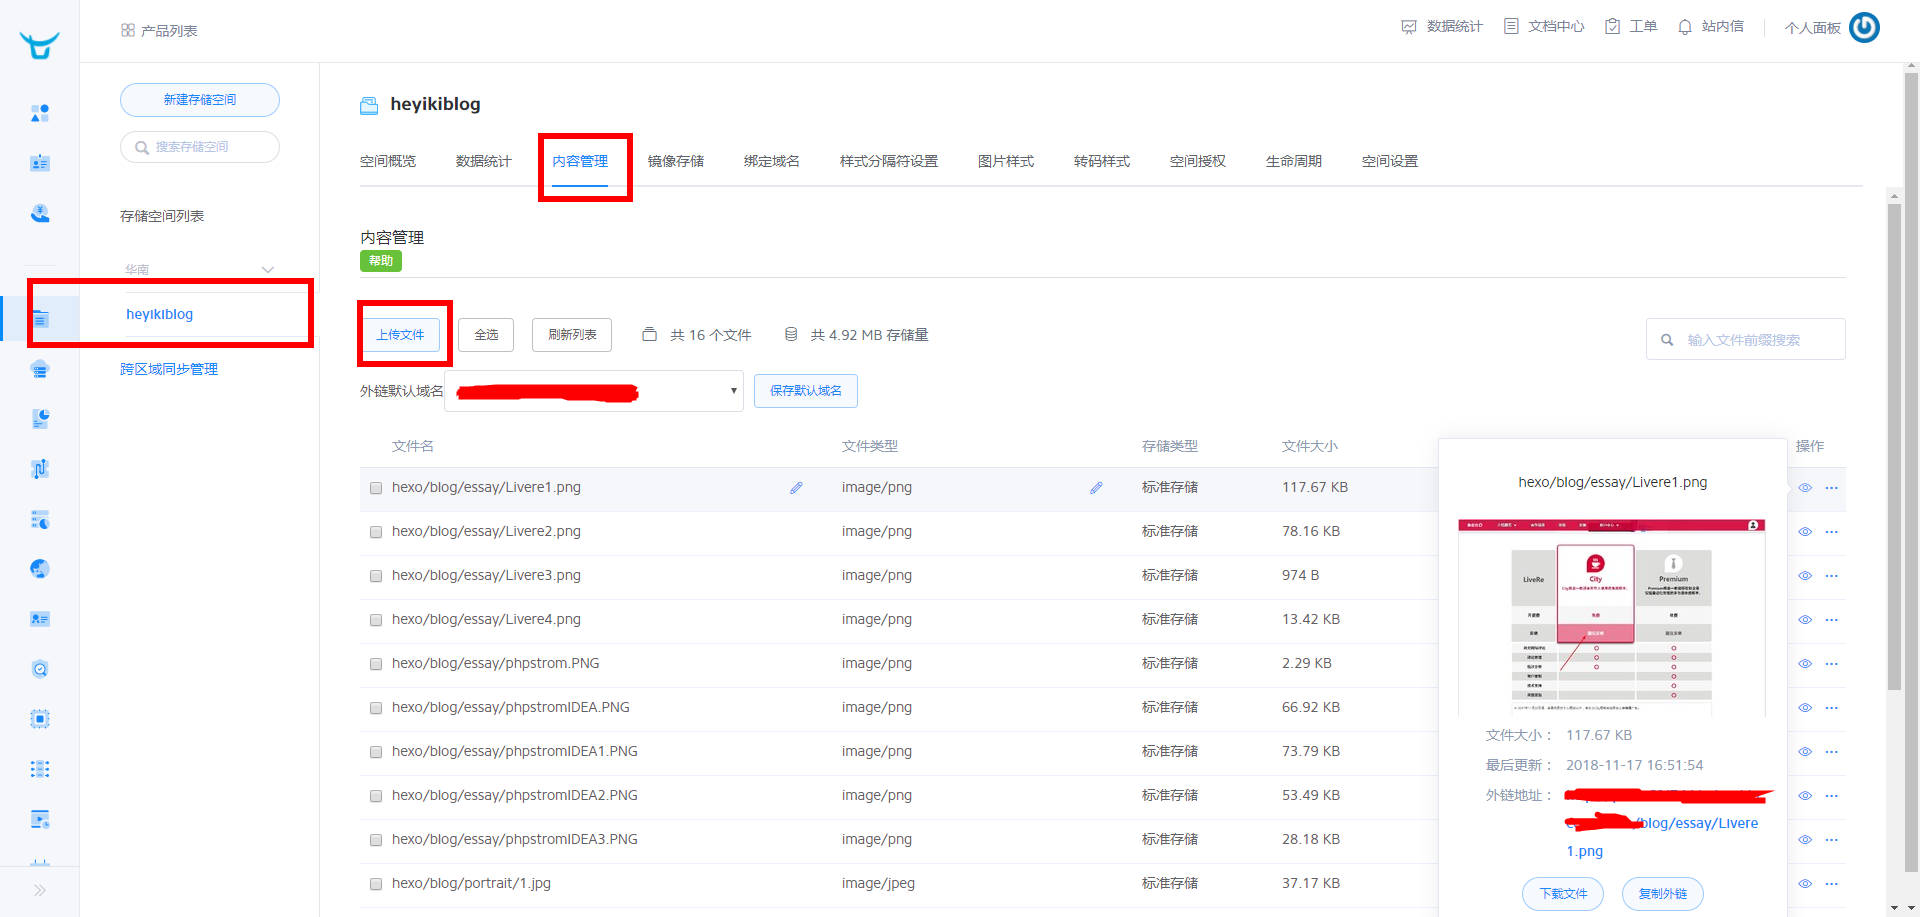 产品列表
数据统计
文档中心
工单
站内信
个人面板
新建存储空间
搜索存储空间
存储空间列表
华南
heyikiblog
跨区域同步管理
heyikiblog
空间概览 数据统计 内容管理 镜像存储 绑定域名 样式分隔符设置 图片样式 转码样式 空间授权 生命周期 空间设置
内容管理
帮助
上传文件 全选 刷新列表 共 16 个文件 共 4.92 MB 存储量
输入文件前缀搜索
外链默认域名
保存默认域名
文件名 文件类型 存储类型 文件大小 操作
hexo/blog/essay/Livere1.png image/png 标准存储 117.67 KB
hexo/blog/essay/Livere2.png image/png 标准存储 78.16 KB
hexo/blog/essay/Livere3.png image/png 标准存储 974 B
hexo/blog/essay/Livere4.png image/png 标准存储 13.42 KB
hexo/blog/essay/phpstrom.PNG image/png 标准存储 2.29 KB
hexo/blog/essay/phpstromIDEA.PNG image/png 标准存储 66.92 KB
hexo/blog/essay/phpstromIDEA1.PNG image/png 标准存储 73.79 KB
hexo/blog/essay/phpstromIDEA2.PNG image/png 标准存储 53.49 KB
hexo/blog/essay/phpstromIDEA3.PNG image/png 标准存储 28.18 KB
hexo/blog/portrait/1.jpg image/jpeg 标准存储 37.17 KB
hexo/blog/essay/Livere1.png
LiveRe
City
Premium
文件大小： 117.67 KB
最后更新： 2018-11-17 16:51:54
外链地址：
/blog/essay/Livere
1.png
下载文件 复制外链